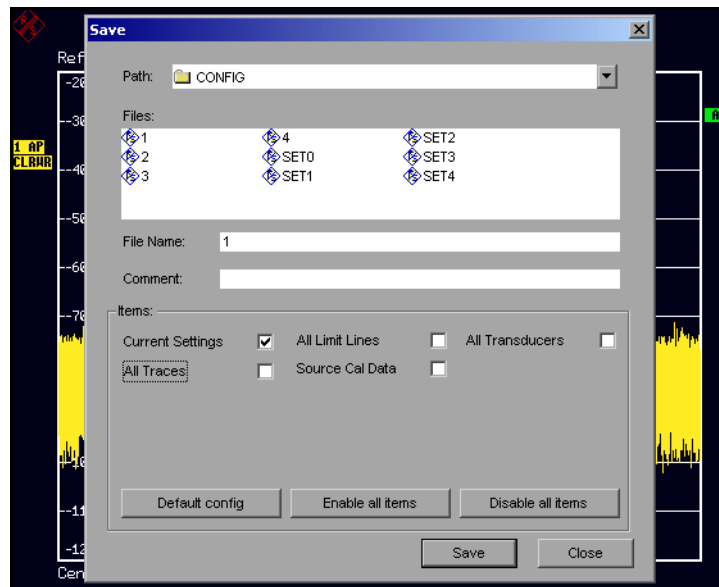 Save
Ref
Path: CONFIG
-20
-30
Files:
1 4 SET2
2 SET0 SET3
3 SET1 SET4
1 AP
CLRWR
-40
-50
File Name: 1
-60
Comment:
-70
Items:
Current Settings All Limit Lines All Transducers
All Traces Source Cal Data
-10
Default config Enable all items Disable all items
-11
-12
Save Close
Cen